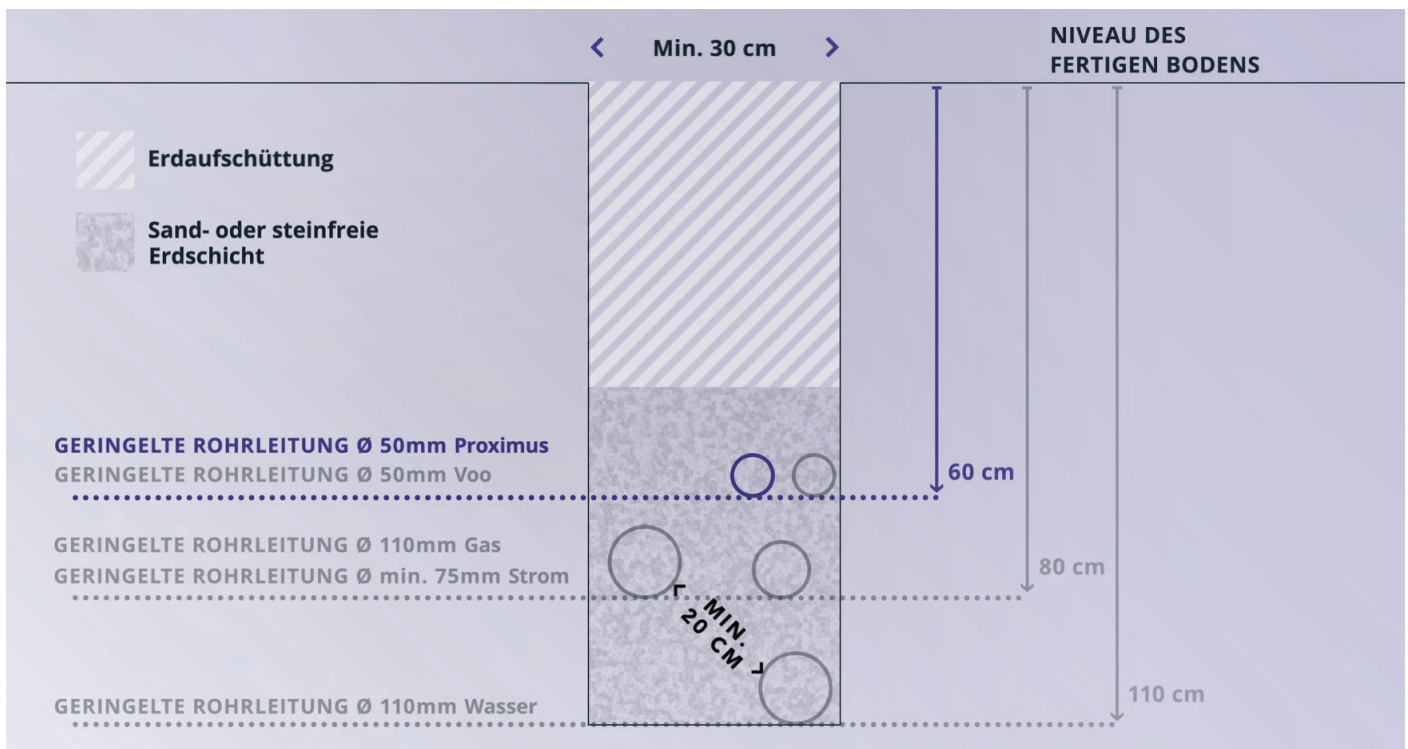 Min. 30 cm
NIVEAU DES
FERTIGEN BODENS
Erdaufschüttung
Sand- oder steinfreie
Erdschicht
GERINGELTE ROHRLEITUNG Ø 50mm Proximus
GERINGELTE ROHRLEITUNG Ø 50mm Voo
60 cm
GERINGELTE ROHRLEITUNG Ø 110mm Gas
GERINGELTE ROHRLEITUNG Ø min. 75mm Strom
80 cm
MIN.
20 CM
GERINGELTE ROHRLEITUNG Ø 110mm Wasser
110 cm